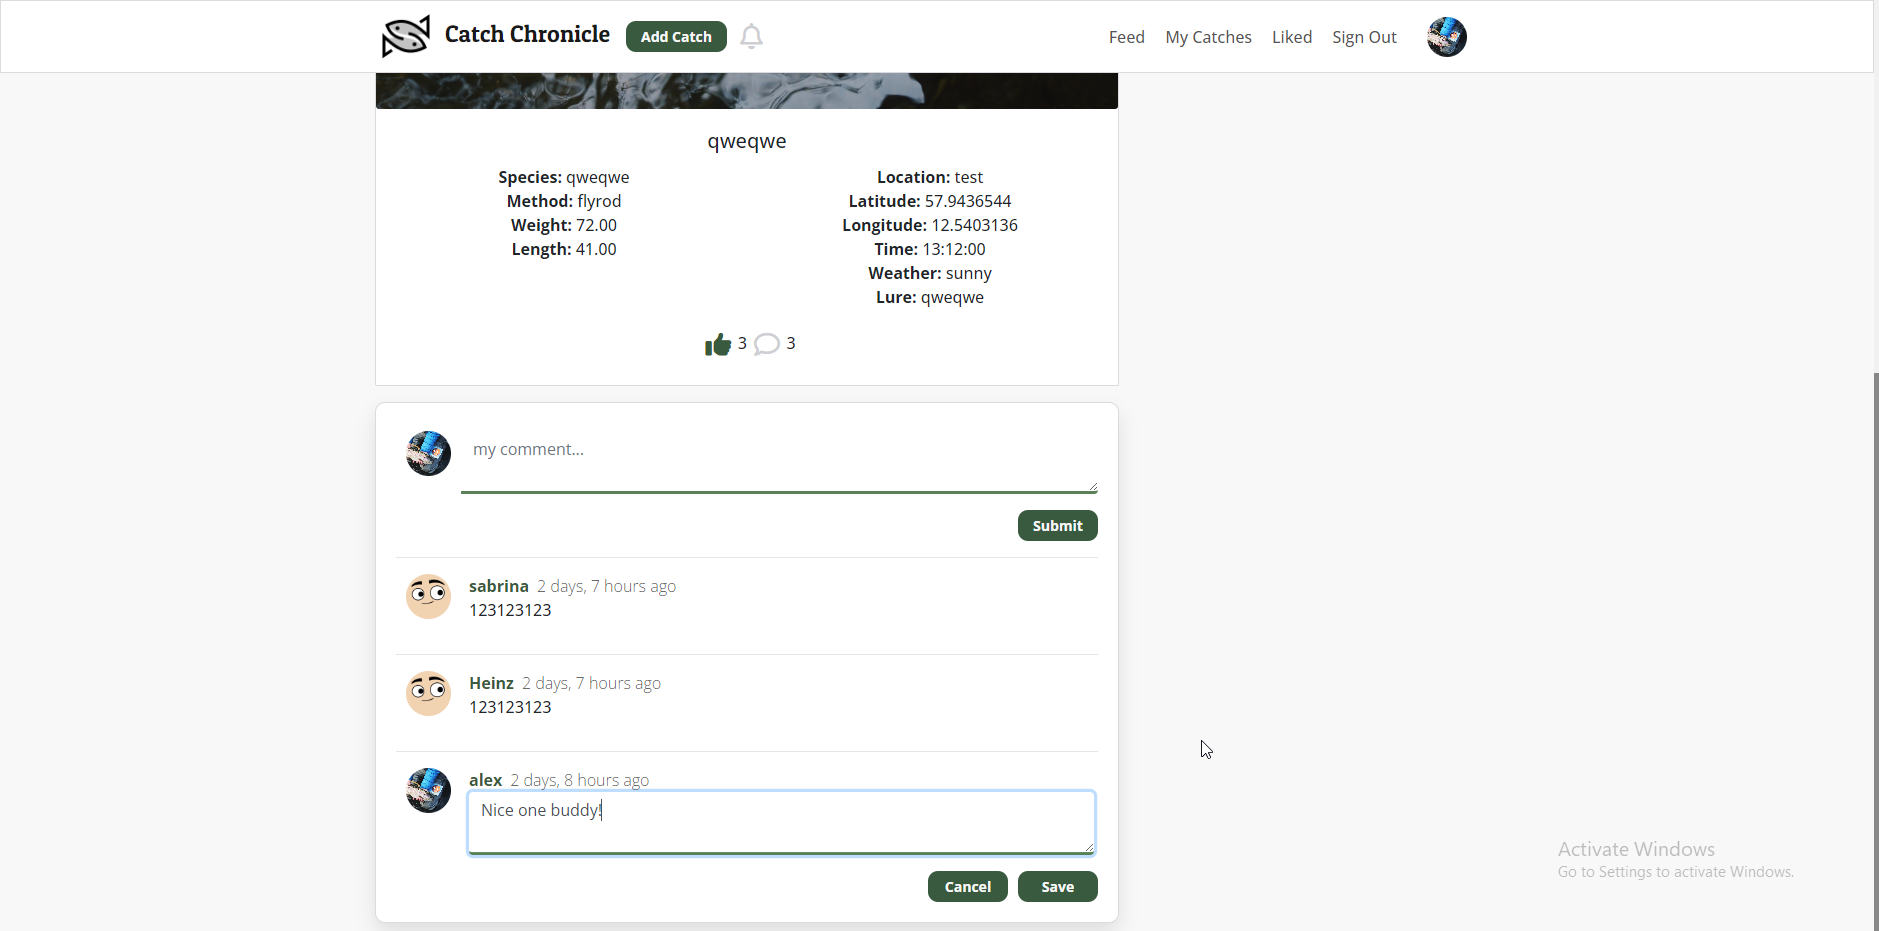 Catch Chronicle Add Catch Feed My Catches Liked Sign Out
qweqwe
Species: qweqwe
Method: flyrod
Weight: 72.00
Length: 41.00
Location: test
Latitude: 57.9436544
Longitude: 12.5403136
Time: 13:12:00
Weather: sunny
Lure: qweqwe
3 3
my comment...
Submit
sabrina 2 days, 7 hours ago
123123123
Heinz 2 days, 7 hours ago
123123123
alex 2 days, 8 hours ago
Nice one buddy!
Cancel Save
Activate Windows
Go to Settings to activate Windows.